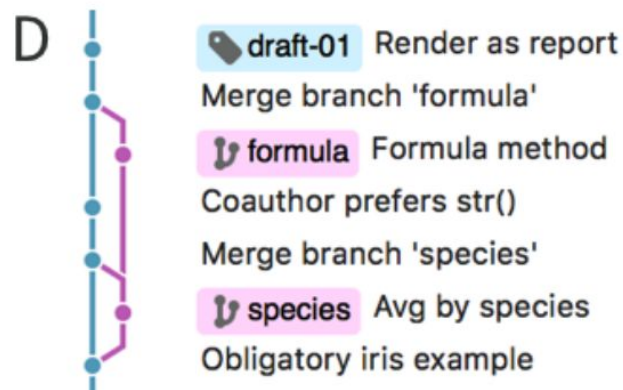 D
draft-01 Render as report
Merge branch 'formula'
formula Formula method
Coauthor prefers str()
Merge branch 'species'
species Avg by species
Obligatory iris example